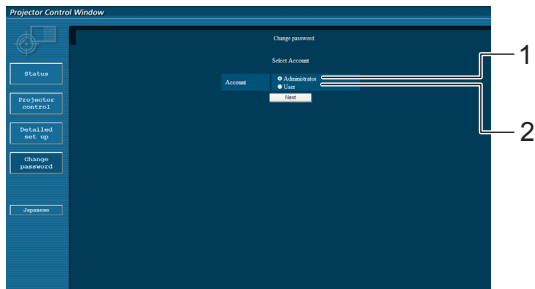 Projector Control Window
Change password
Select Account
Status
Account
Administrator
User
Next
Projector
control
Detailed
set up
Change
password
Japanese
1
2